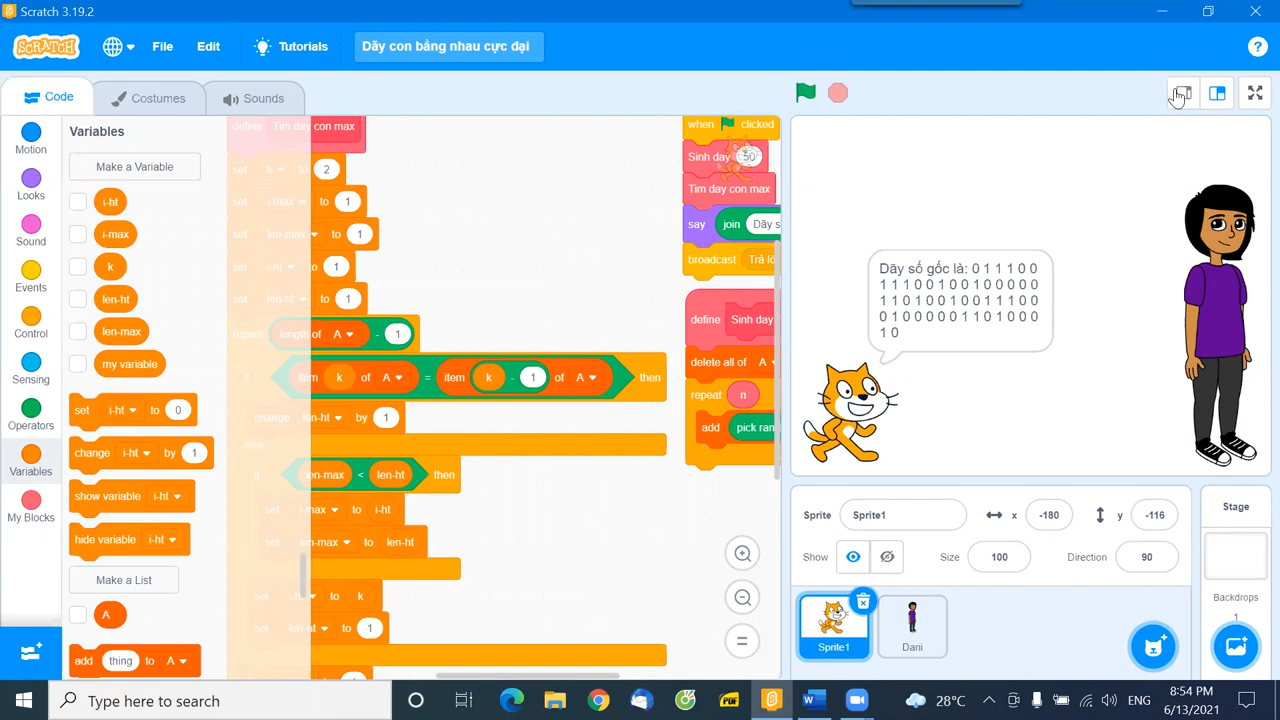 Scratch 3.19.2
SCRATCH
File
Edit
Tutorials
Dãy con bằng nhau cực đại
Code
Costumes
Sounds
Motion
Looks
Sound
Events
Control
Sensing
Operators
Variables
My Blocks
Variables
Make a Variable
i-ht
i-max
k
len-ht
len-max
my variable
set i-ht to 0
change i-ht by 1
show variable i-ht
hide variable i-ht
Make a List
A
add thing to A
define Tim day con max
set k to 2
set i-max to 1
set len-max to 1
set i-ht to 1
set len-ht to 1
repeat length of A - 1
if item k of A = item k - 1 of A then
change len-ht by 1
else
if len-max < len-ht then
set i-max to i-ht
set len-max to len-ht
set i-ht to k
set len-ht to 1
when clicked
Sinh day 50
Tim day con max
say join Dãy s
broadcast Trả lờ
define Sinh day
delete all of A
repeat n
add pick ran
Dãy số gốc là: 0 1 1 1 0 0
1 1 1 0 0 1 0 0 1 0 0 0 0 0
1 1 0 1 0 0 1 0 0 1 1 1 0 0
0 1 0 0 0 0 0 1 1 0 1 0 0 0
1 0
Sprite
Sprite1
x
-180
y
-116
Show
Size
100
Direction
90
Sprite1
Dani
Stage
Backdrops
1
Type here to search
PDF
28°C
ENG
8:54 PM
6/13/2021